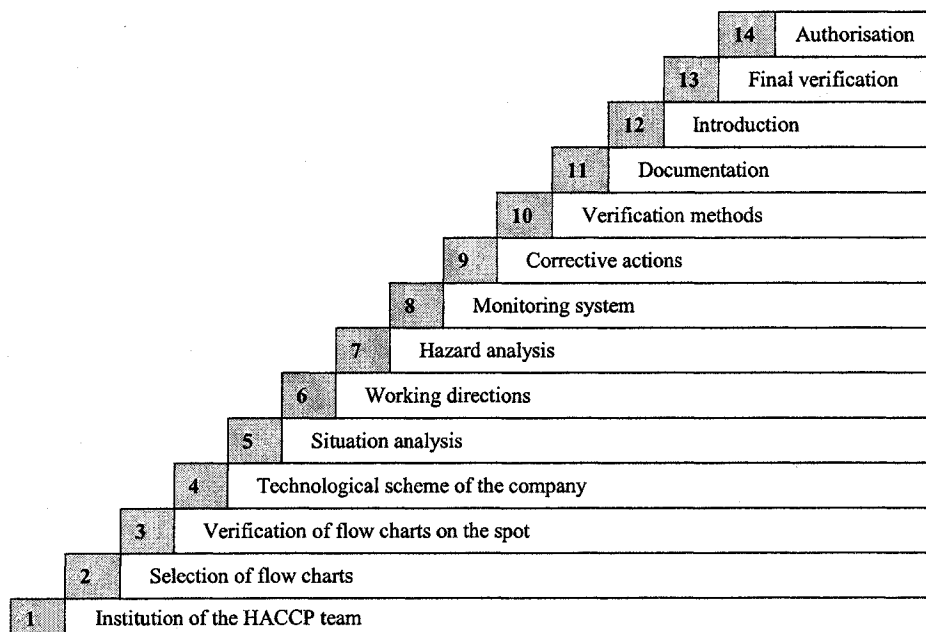 14 Authorisation
13 Final verification
12 Introduction
11 Documentation
10 Verification methods
9 Corrective actions
8 Monitoring system
7 Hazard analysis
6 Working directions
5 Situation analysis
4 Technological scheme of the company
3 Verification of flow charts on the spot
2 Selection of flow charts
1 Institution of the HACCP team